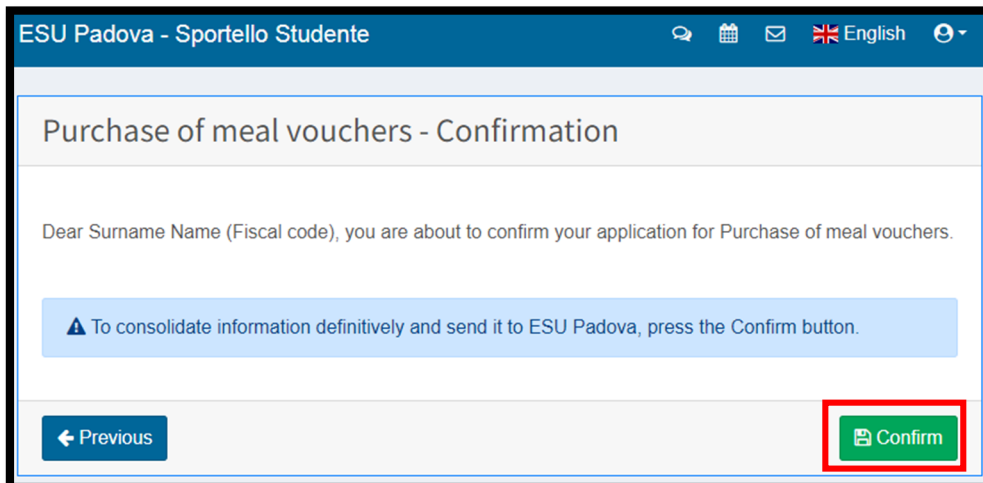 ESU Padova - Sportello Studente English
Purchase of meal vouchers - Confirmation
Dear Surname Name (Fiscal code), you are about to confirm your application for Purchase of meal vouchers.
To consolidate information definitively and send it to ESU Padova, press the Confirm button.
Previous Confirm